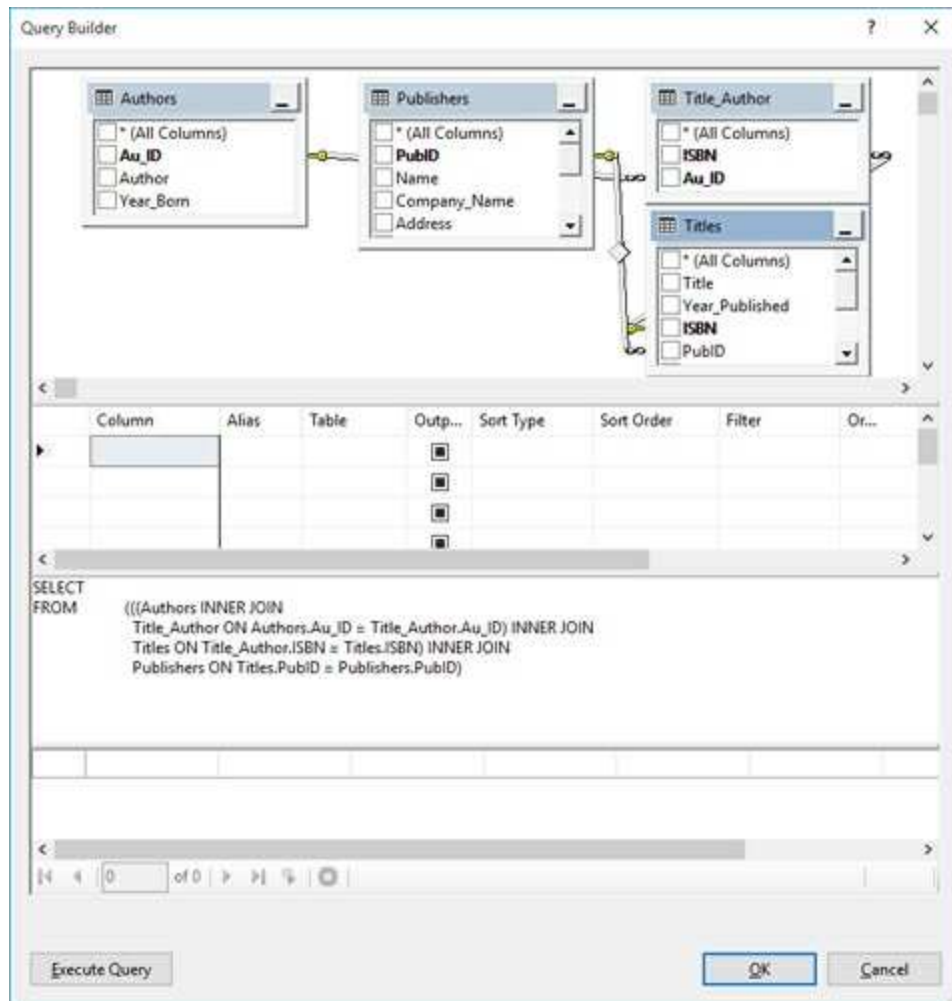 Query Builder ? ×
Authors
* (All Columns)
Au_ID
Author
Year_Born
Publishers
* (All Columns)
PubID
Name
Company_Name
Address
Title_Author
* (All Columns)
ISBN
Au_ID
Titles
* (All Columns)
Title
Year_Published
ISBN
PubID
Column Alias Table Outp... Sort Type Sort Order Filter Or...
SELECT
FROM (((Authors INNER JOIN
Title_Author ON Authors.Au_ID = Title_Author.Au_ID) INNER JOIN
Titles ON Title_Author.ISBN = Titles.ISBN) INNER JOIN
Publishers ON Titles.PubID = Publishers.PubID)
0 of 0
Execute Query OK Cancel